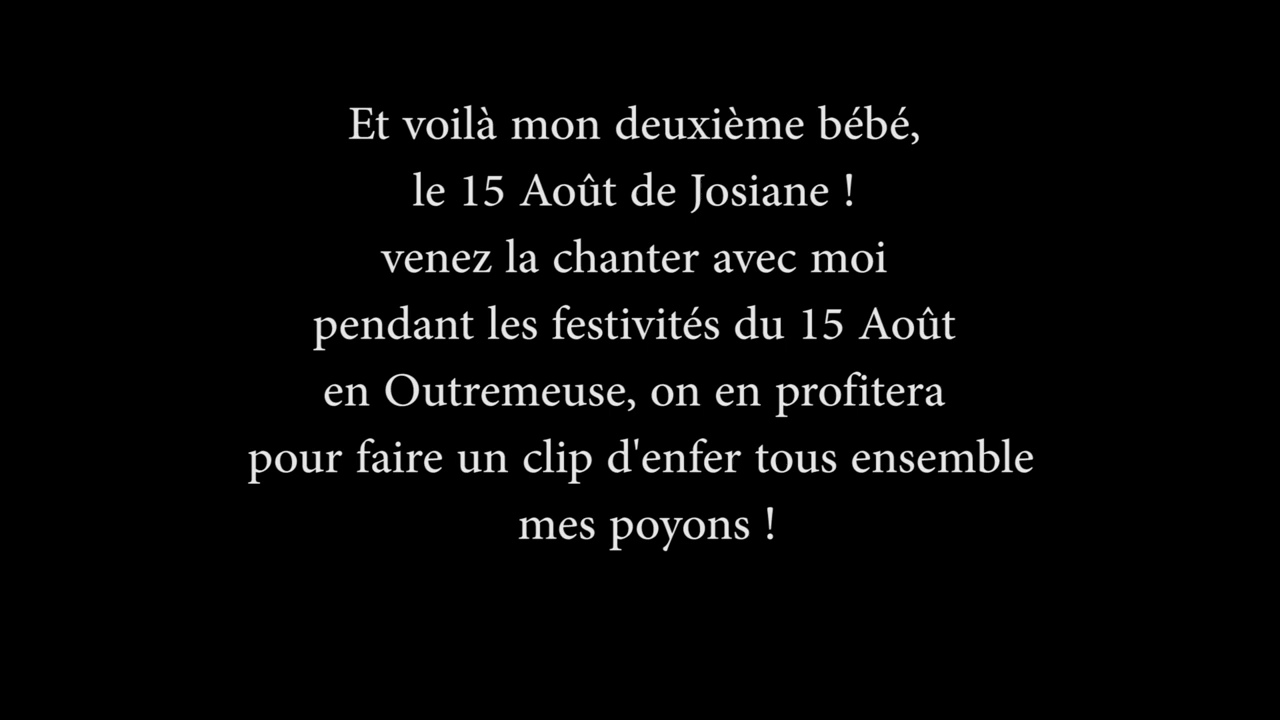 Et voilà mon deuxième bébé,
le 15 Août de Josiane !
venez la chanter avec moi
pendant les festivités du 15 Août
en Outremeuse, on en profitera
pour faire un clip d'enfer tous ensemble
mes poyons !